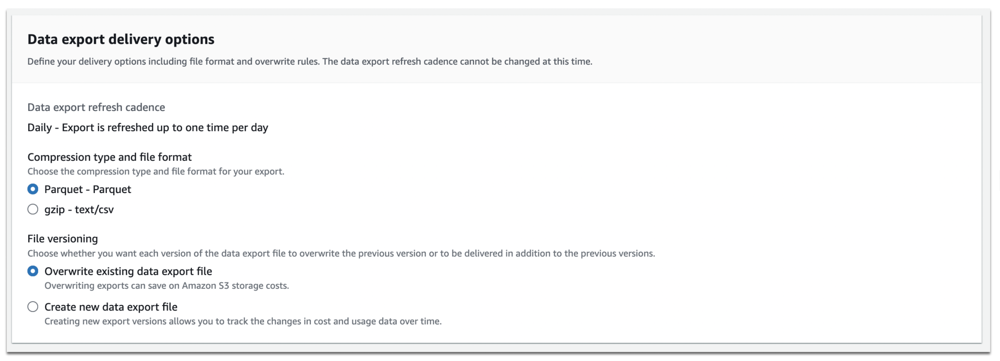 Data export delivery options
Define your delivery options including file format and overwrite rules. The data export refresh cadence cannot be changed at this time.
Data export refresh cadence
Daily - Export is refreshed up to one time per day
Compression type and file format
Choose the compression type and file format for your export.
Parquet - Parquet
gzip - text/csv
File versioning
Choose whether you want each version of the data export file to overwrite the previous version or to be delivered in addition to the previous versions.
Overwrite existing data export file
Overwriting exports can save on Amazon S3 storage costs.
Create new data export file
Creating new export versions allows you to track the changes in cost and usage data over time.